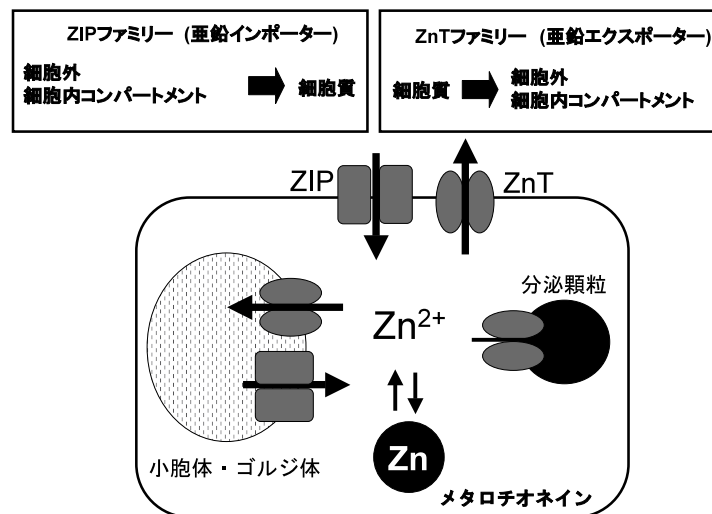 ZIPファミリー (亜鉛インポーター)
細胞外
細胞内コンパートメント
細胞質
ZnTファミリー (亜鉛エクスポーター)
細胞質
細胞外
細胞内コンパートメント
ZIP
ZnT
分泌顆粒
Zn2+
Zn
小胞体・ゴルジ体
メタロチオネイン